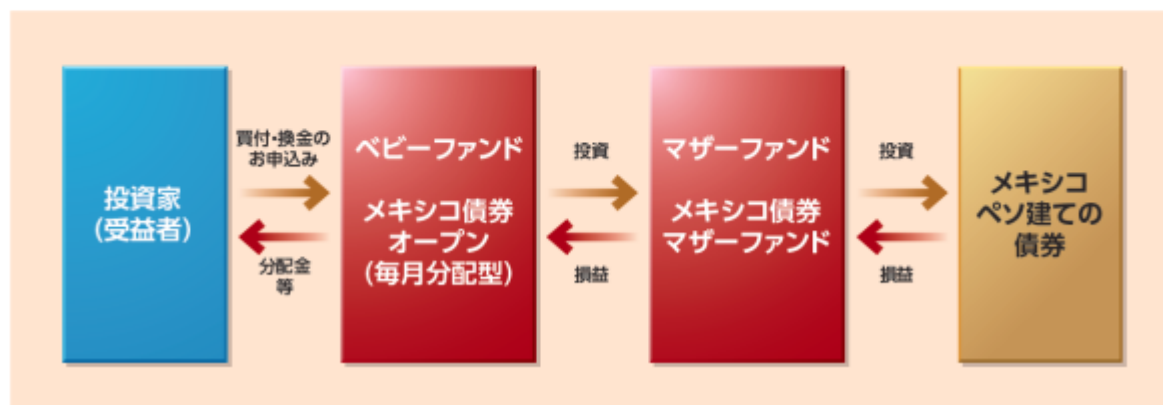 投資家
(受益者)
買付・換金の
お申込み
分配金
等
ベビーファンド
メキシコ債券
オープン
(毎月分配型)
投資
損益
マザーファンド
メキシコ債券
マザーファンド
投資
損益
メキシコ
ペソ建ての
債券